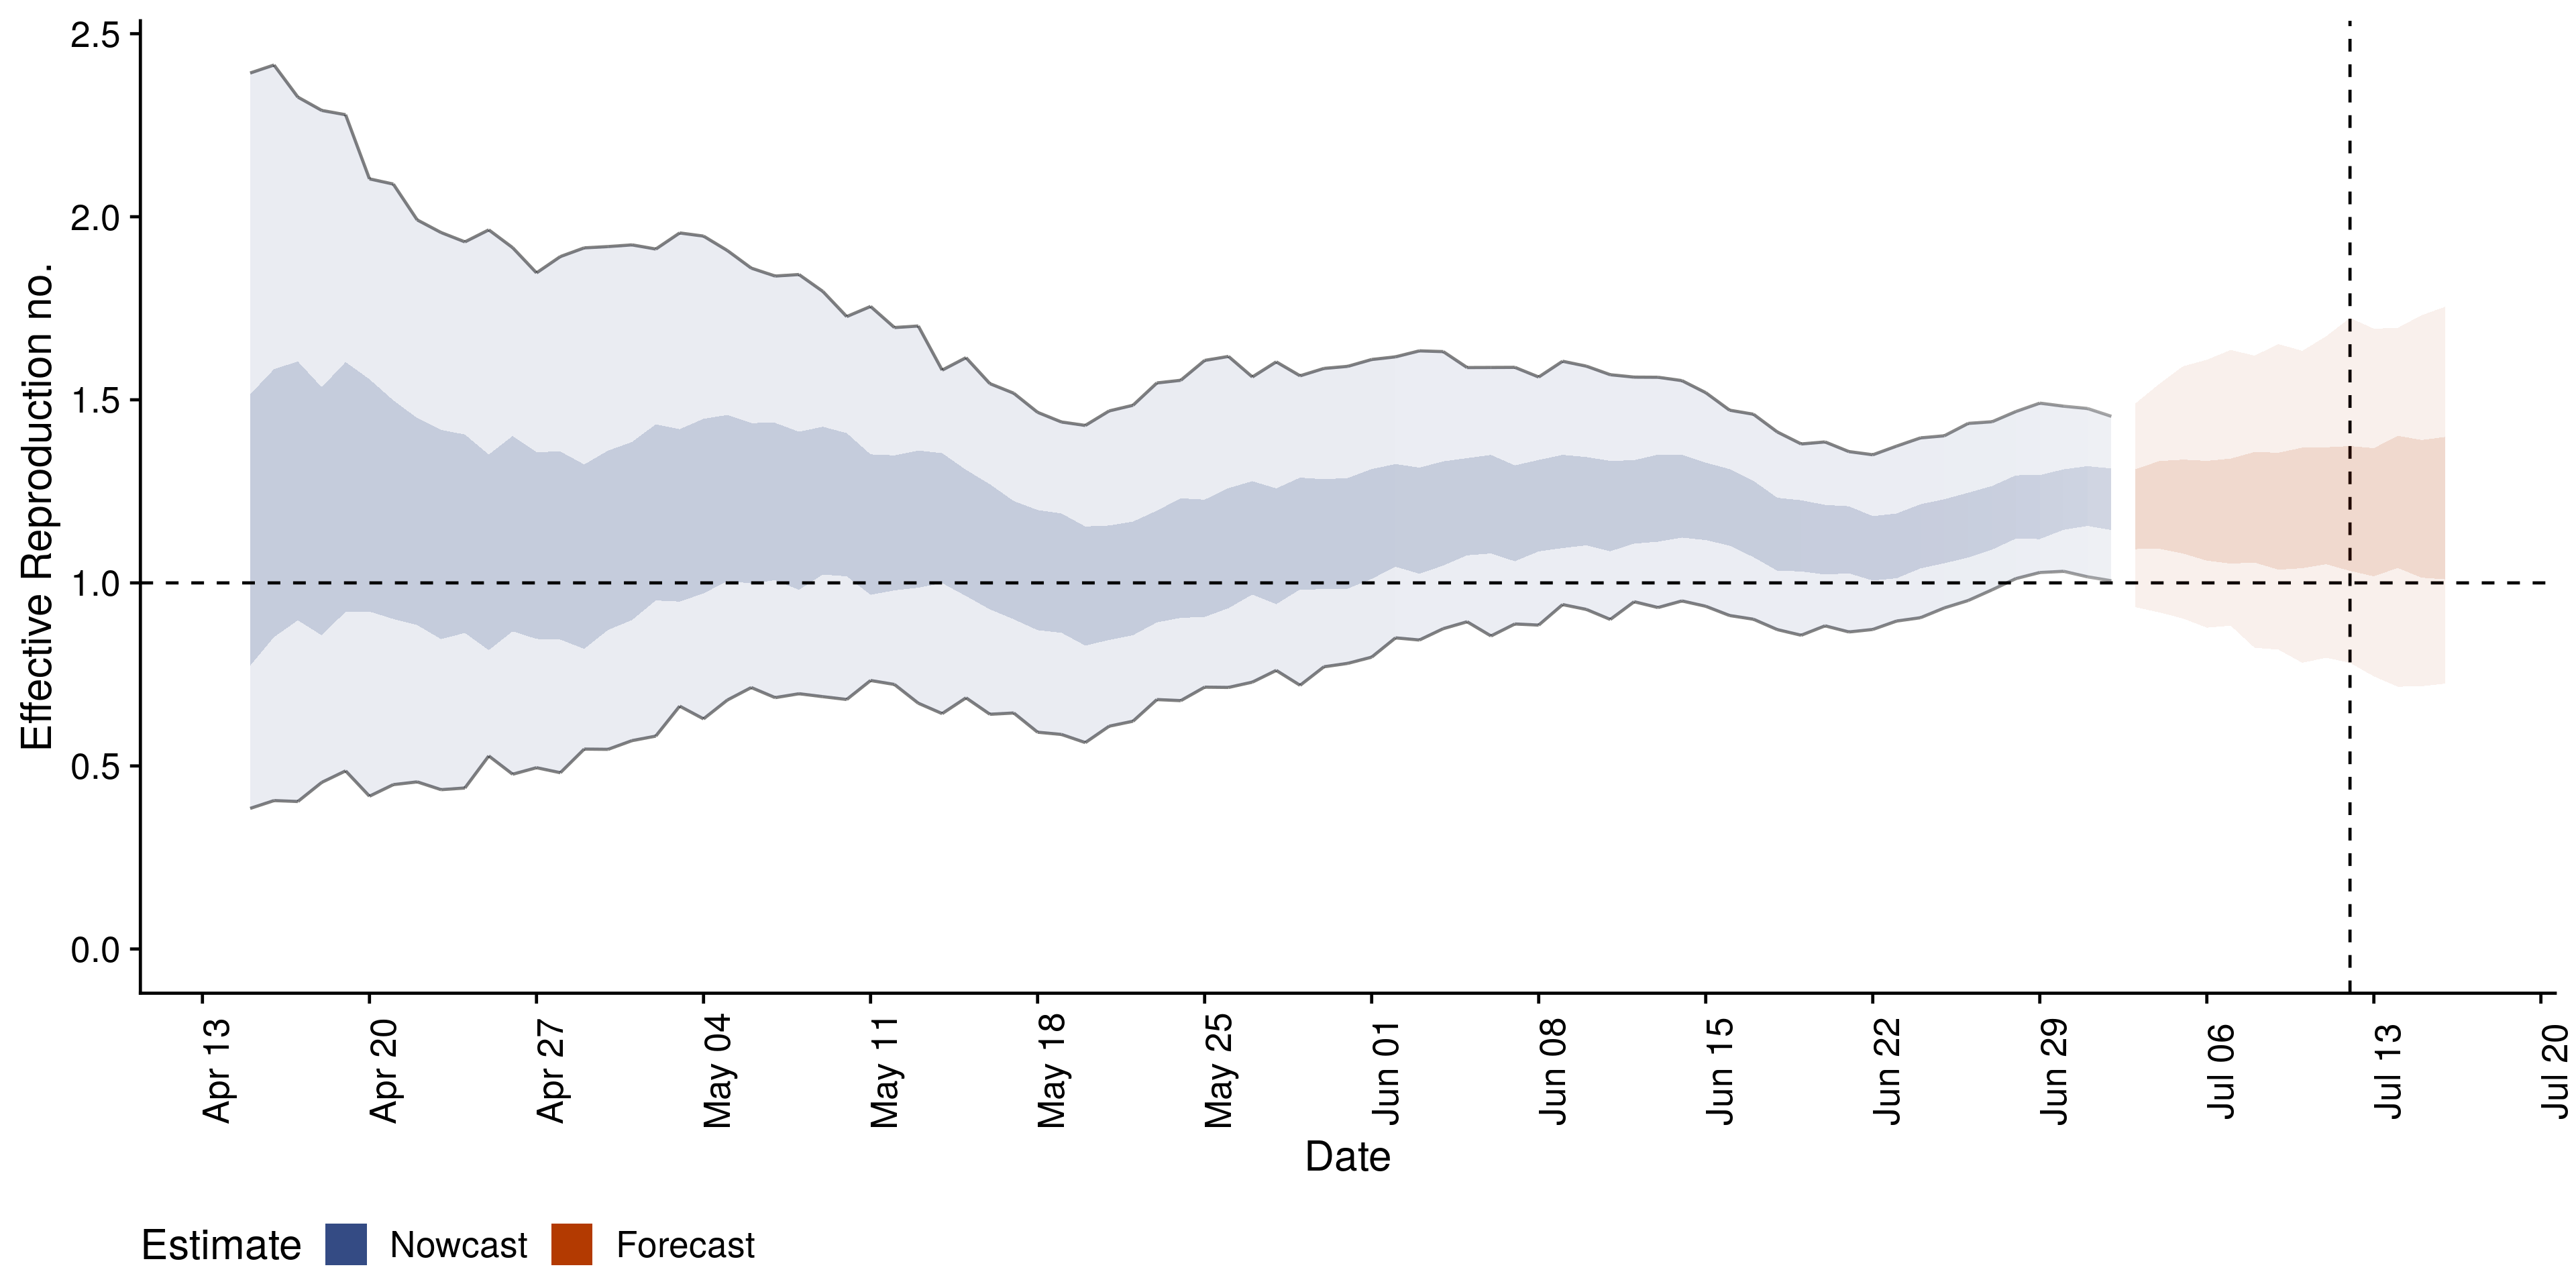 Effective Reproduction no.
2.5
2.0
1.5
1.0
0.5
0.0
Apr 13
Apr 20
Apr 27
May 04
May 11
May 18
May 25
Jun 01
Jun 08
Jun 15
Jun 22
Jun 29
Jul 06
Jul 13
Jul 20
Date
Estimate Nowcast Forecast